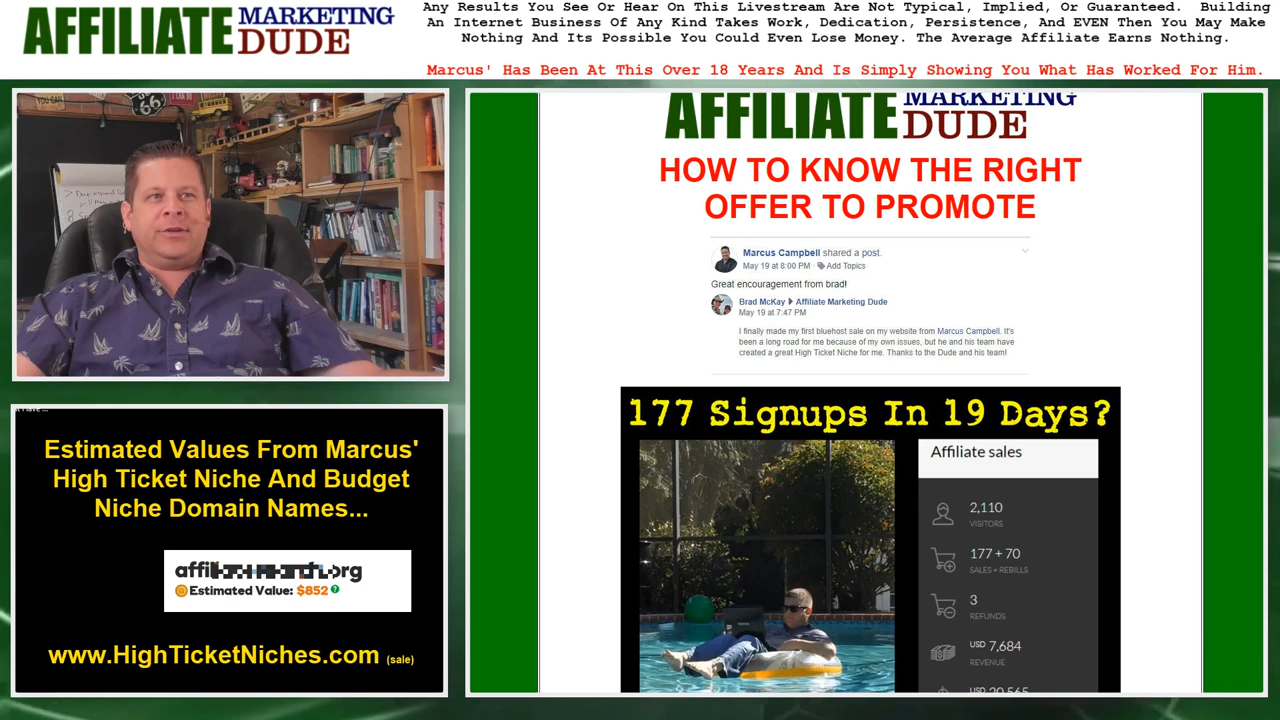 AFFILIATE MARKETING DUDE
Any Results You See Or Hear On This Livestream Are Not Typical, Implied, Or Guaranteed.  Building
An Internet Business Of Any Kind Takes Work, Dedication, Persistence, And EVEN Then You May Make
Nothing And Its Possible You Could Even Lose Money. The Average Affiliate Earns Nothing.
Marcus' Has Been At This Over 18 Years And Is Simply Showing You What Has Worked For Him.
YOU CAN
66
I CAN DO
Estimated Values From Marcus'
High Ticket Niche And Budget
Niche Domain Names...
Estimated Value: $852
www.HighTicketNiches.com (sale)
AFFILIATE MARKETING DUDE
HOW TO KNOW THE RIGHT
OFFER TO PROMOTE
Marcus Campbell shared a post.
May 19 at 8:00 PM · Add Topics
Great encouragement from brad!
Brad McKay Affiliate Marketing Dude
May 19 at 7:47 PM
I finally made my first bluehost sale on my website from Marcus Campbell. It's
been a long road for me because of my own issues, but he and his team have
created a great High Ticket Niche for me. Thanks to the Dude and his team!
177 Signups In 19 Days?
Affiliate sales
2,110
VISITORS
177 + 70
SALES + REBILLS
3
REFUNDS
USD 7,684
REVENUE
USD 20,565